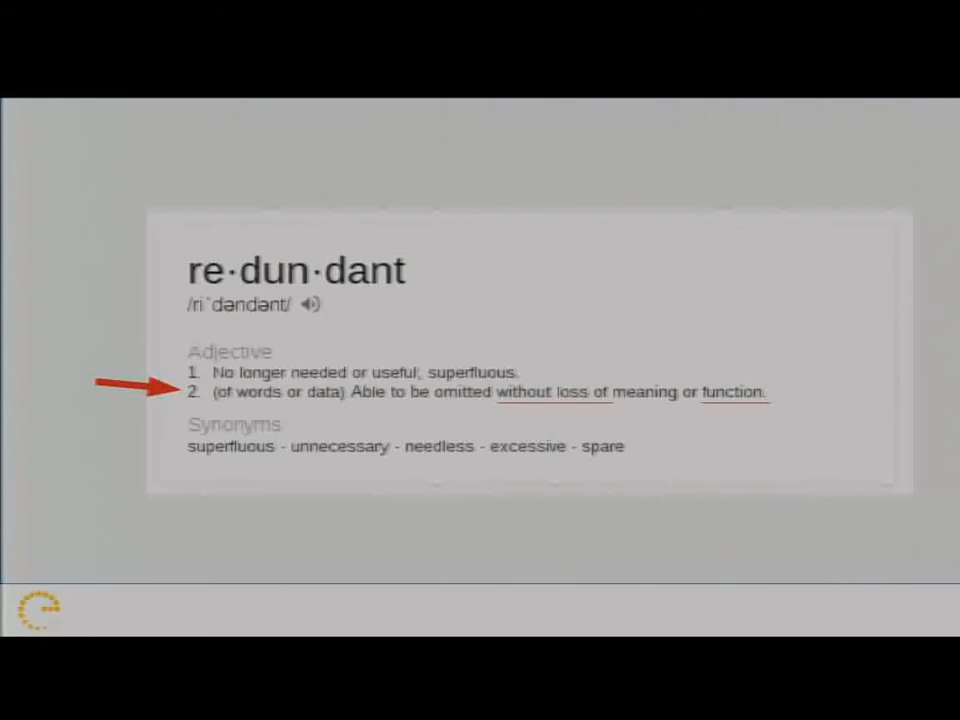 re·dun·dant
/riˈdəndənt/
Adjective
1. No longer needed or useful; superfluous.
2. (of words or data) Able to be omitted without loss of meaning or function.
Synonyms
superfluous - unnecessary - needless - excessive - spare